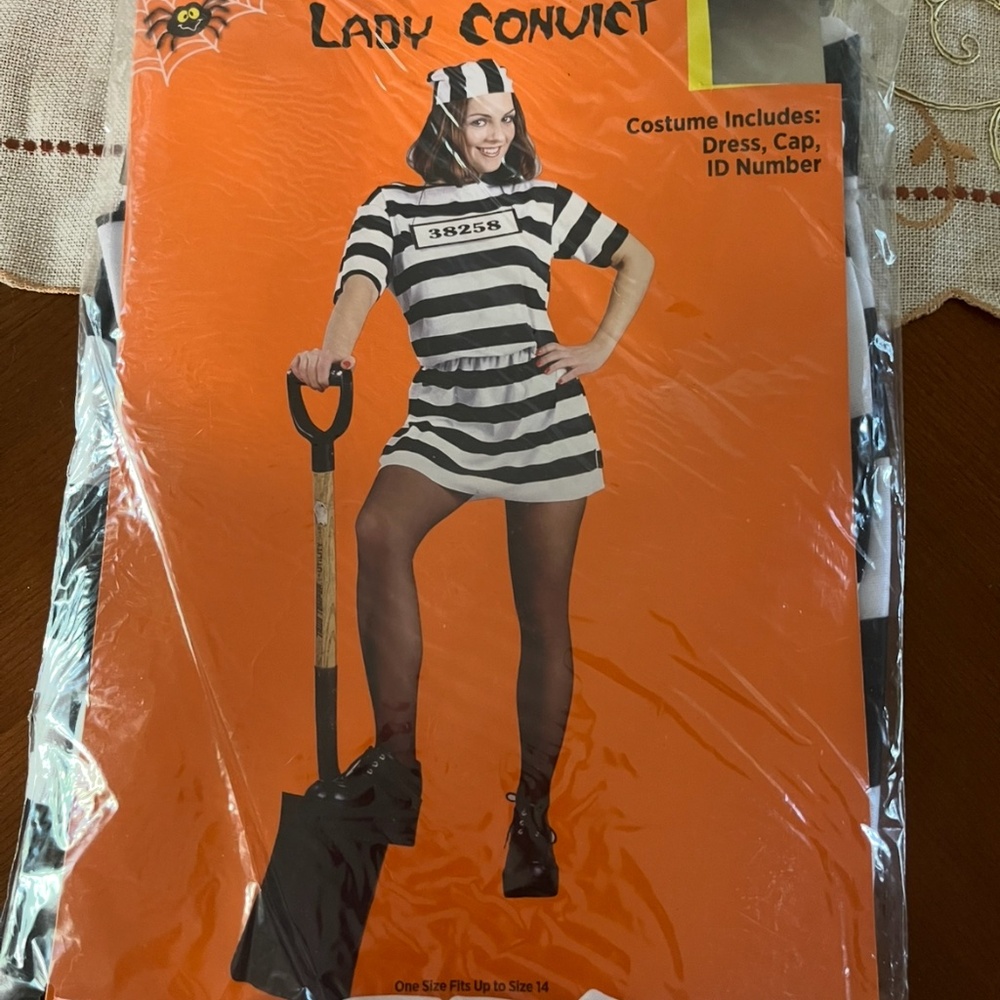 LADY CONVICT
Costume Includes:
Dress, Cap,
ID Number
38258
One Size Fits Up to Size 14